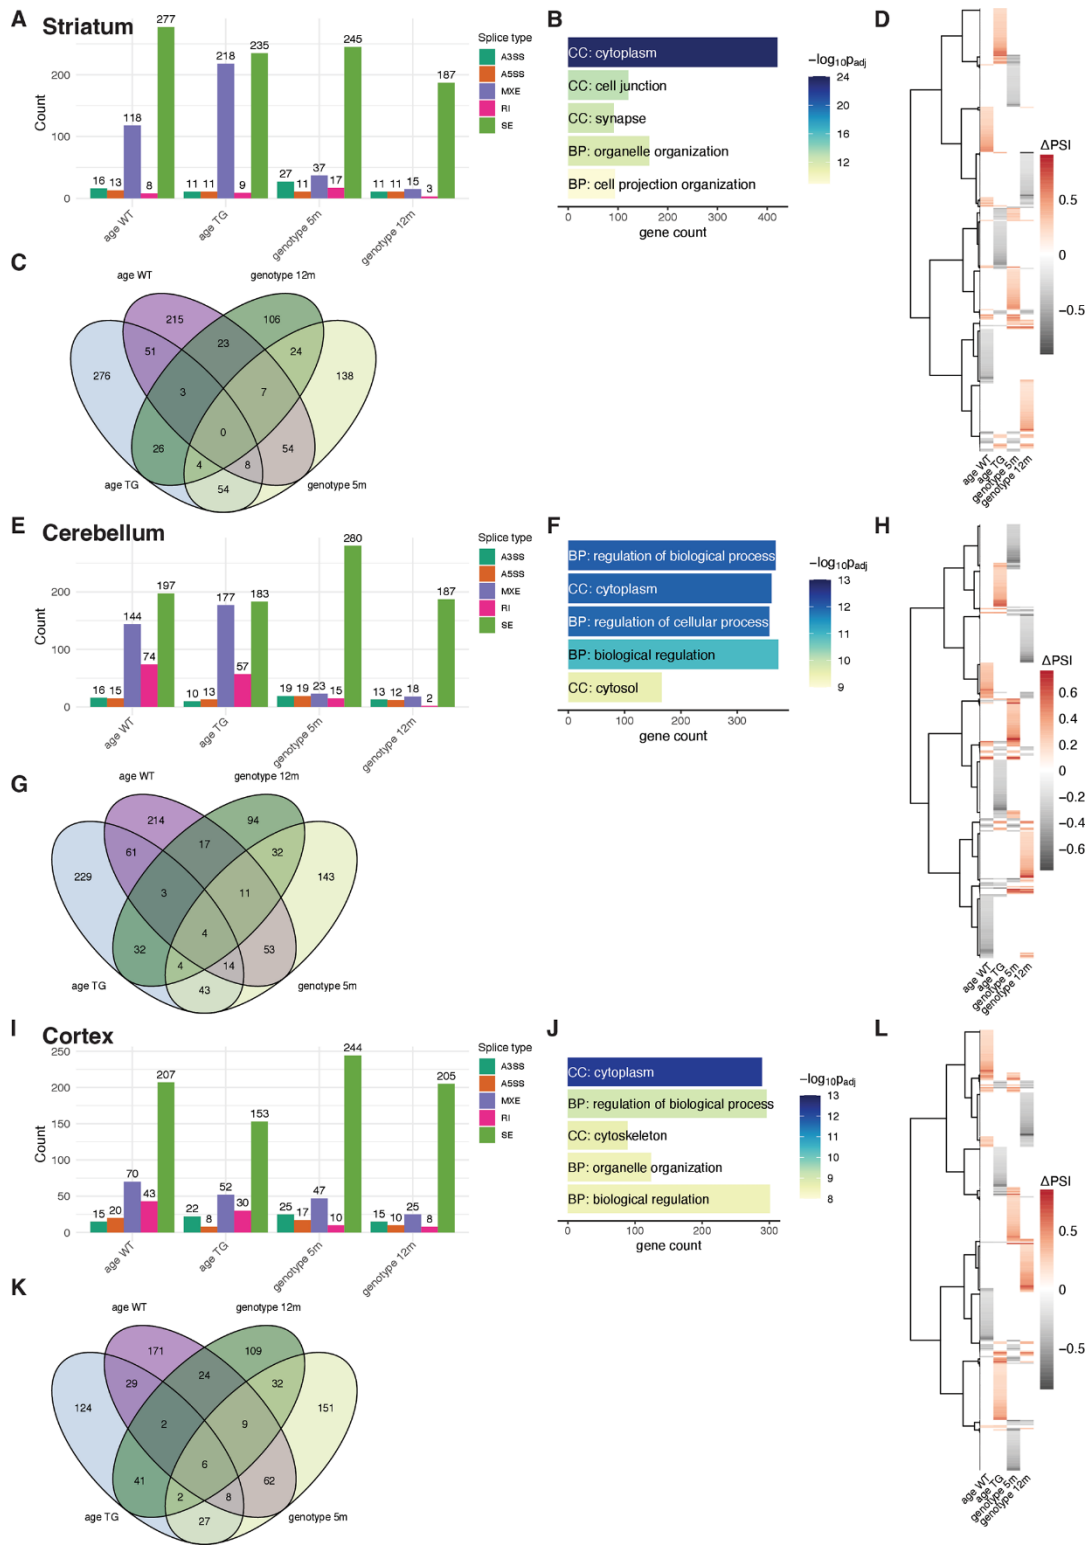 A Striatum
Count
200
100
0
277
118
16
13
8
218
235
11
11
9
245
27
11
37
17
187
11
11
15
3
age WT
age TG
genotype 5m
genotype 12m
Splice type
A3SS
A5SS
MXE
RI
SE
B
CC: cytoplasm
CC: cell junction
CC: synapse
BP: organelle organization
BP: cell projection organization
0 100 200 300 400
gene count
−log10padj
24
20
16
12
D
ΔPSI
0.5
0
−0.5
age WT
age TG
genotype 5m
genotype 12m
C
age WT
genotype 12m
215
106
51
23
24
276
138
3
7
0
26
54
4
8
54
age TG
genotype 5m
E Cerebellum
Count
200
100
0
16
15
144
74
197
10
13
177
57
183
19
19
23
15
280
13
12
18
2
187
age WT
age TG
genotype 5m
genotype 12m
Splice type
A3SS
A5SS
MXE
RI
SE
F
BP: regulation of biological process
CC: cytoplasm
BP: regulation of cellular process
BP: biological regulation
CC: cytosol
0 100 200 300
gene count
−log10padj
13
12
11
10
9
H
ΔPSI
0.6
0.4
0.2
0
−0.2
−0.4
−0.6
age WT
age TG
genotype 5m
genotype 12m
G
age WT
genotype 12m
214
94
61
17
32
229
143
3
11
4
32
53
4
14
43
age TG
genotype 5m
I Cortex
Count
250
200
150
100
50
0
15
20
70
43
207
22
8
52
30
153
25
17
47
10
244
15
10
25
8
205
age WT
age TG
genotype 5m
genotype 12m
Splice type
A3SS
A5SS
MXE
RI
SE
J
CC: cytoplasm
BP: regulation of biological process
CC: cytoskeleton
BP: organelle organization
BP: biological regulation
0 100 200 300
gene count
−log10padj
13
12
11
10
9
8
L
ΔPSI
0.5
0
−0.5
age WT
age TG
genotype 5m
genotype 12m
K
age WT
genotype 12m
171
109
29
24
32
124
151
2
9
6
41
62
2
8
27
age TG
genotype 5m